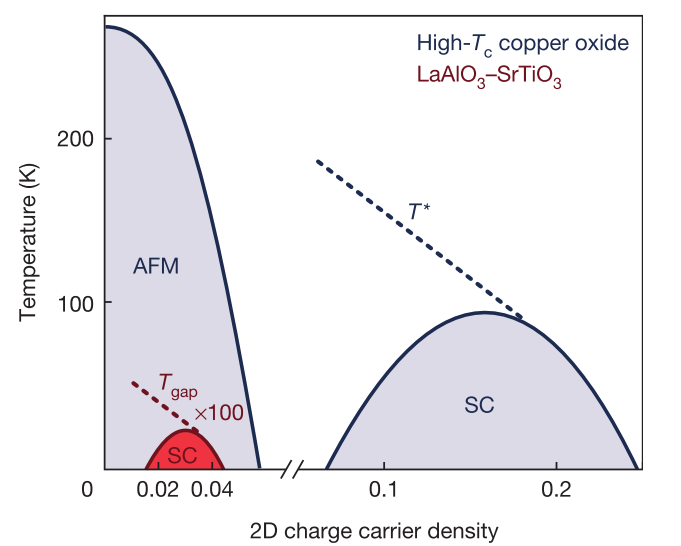 High-Tc copper oxide
LaAlO3–SrTiO3
200
100
0
Temperature (K)
AFM
T*
Tgap
×100
SC
SC
0.02 0.04 0.1 0.2
2D charge carrier density